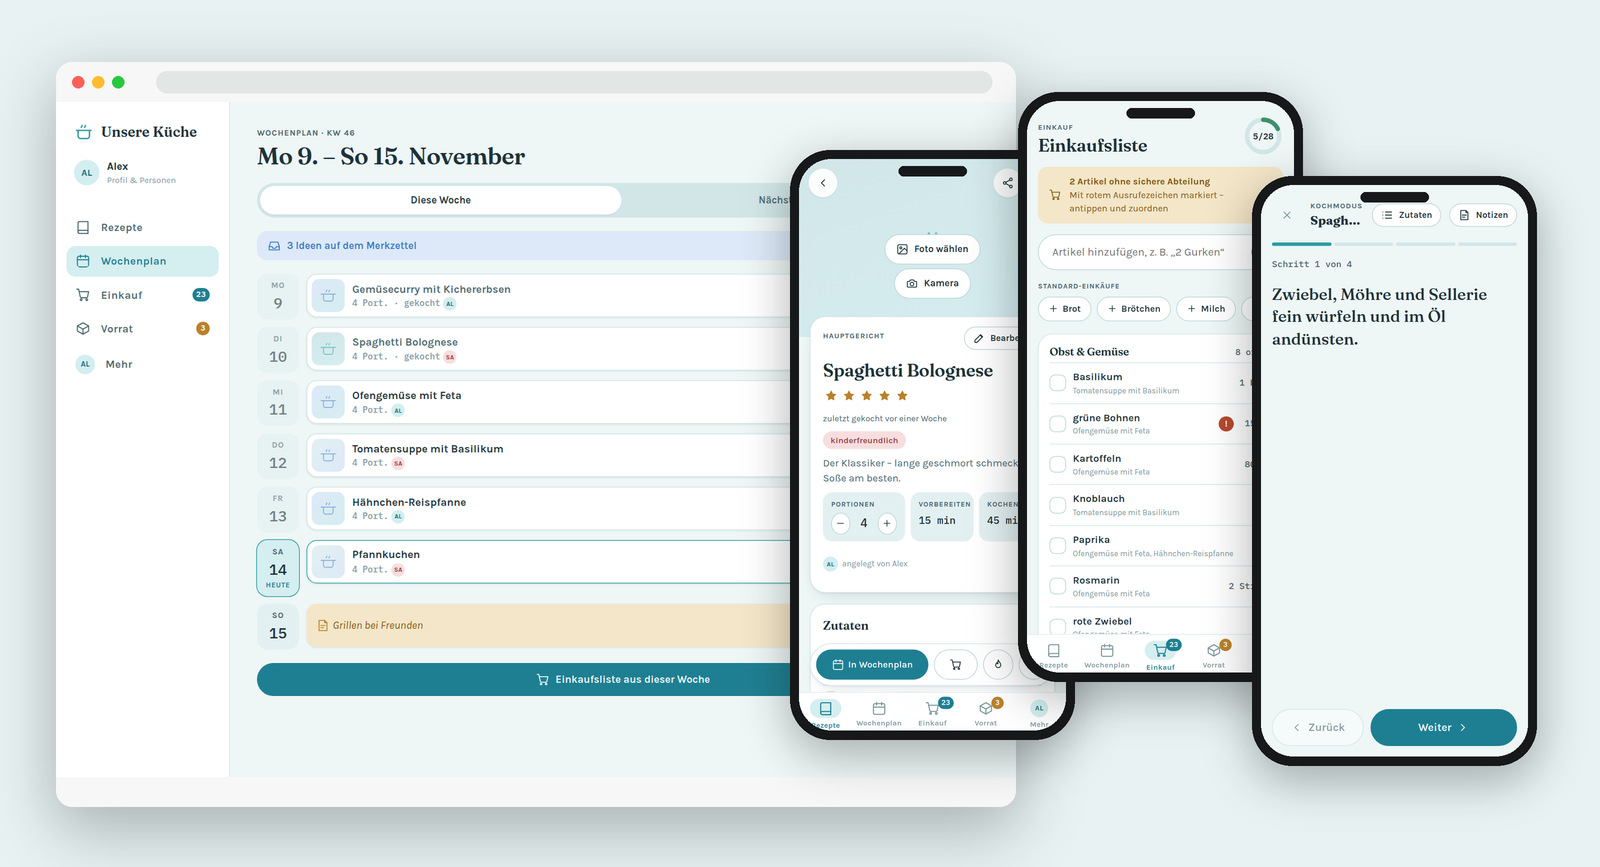 Unsere Küche
AL
Alex
Profil & Personen
Rezepte
Wochenplan
Einkauf
23
Vorrat
3
AL
Mehr
WOCHENPLAN · KW 46
Mo 9. – So 15. November
Diese Woche
3 Ideen auf dem Merkzettel
MO
9
Gemüsecurry mit Kichererbsen
4 Port. · gekocht AL
DI
10
Spaghetti Bolognese
4 Port. · gekocht SA
MI
11
Ofengemüse mit Feta
4 Port. AL
DO
12
Tomatensuppe mit Basilikum
4 Port. SA
FR
13
Hähnchen-Reispfanne
4 Port. AL
SA
14
HEUTE
Pfannkuchen
4 Port. SA
SO
15
Grillen bei Freunden
Einkaufsliste aus dieser Woche
Foto wählen
Kamera
HAUPTGERICHT
Spaghetti Bolognese
zuletzt gekocht vor einer Woche
kinderfreundlich
Der Klassiker – lange geschmort
Soße am besten.
PORTIONEN
− 4 +
VORBEREITEN
15 min
KOCHEN
45
AL angelegt von Alex
Zutaten
In Wochenplan
Rezepte
Wochenplan
23
Einkauf
3
Vorrat
AL
Mehr
EINKAUF
Einkaufsliste
5/28
2 Artikel ohne sichere Abteilung
Mit rotem Ausrufezeichen markiert –
antippen und zuordnen
Artikel hinzufügen, z. B. „2 Gurken“
STANDARD-EINKÄUFE
+ Brot
+ Brötchen
+ Milch
Obst & Gemüse
8
Basilikum
Tomatensuppe mit Basilikum
grüne Bohnen
Ofengemüse mit Feta
!
Kartoffeln
Ofengemüse mit Feta
Knoblauch
Tomatensuppe mit Basilikum
Paprika
Ofengemüse mit Feta, Hähnchen-Reispfanne
Rosmarin
Ofengemüse mit Feta
2
rote Zwiebel
Ofengemüse mit Feta
Rezepte
Wochenplan
23
Einkauf
3
Vorrat
KOCHMODUS
Spagh...
Zutaten
Notizen
Schritt 1 von 4
Zwiebel, Möhre und Sellerie
fein würfeln und im Öl
andünsten.
Zurück
Weiter